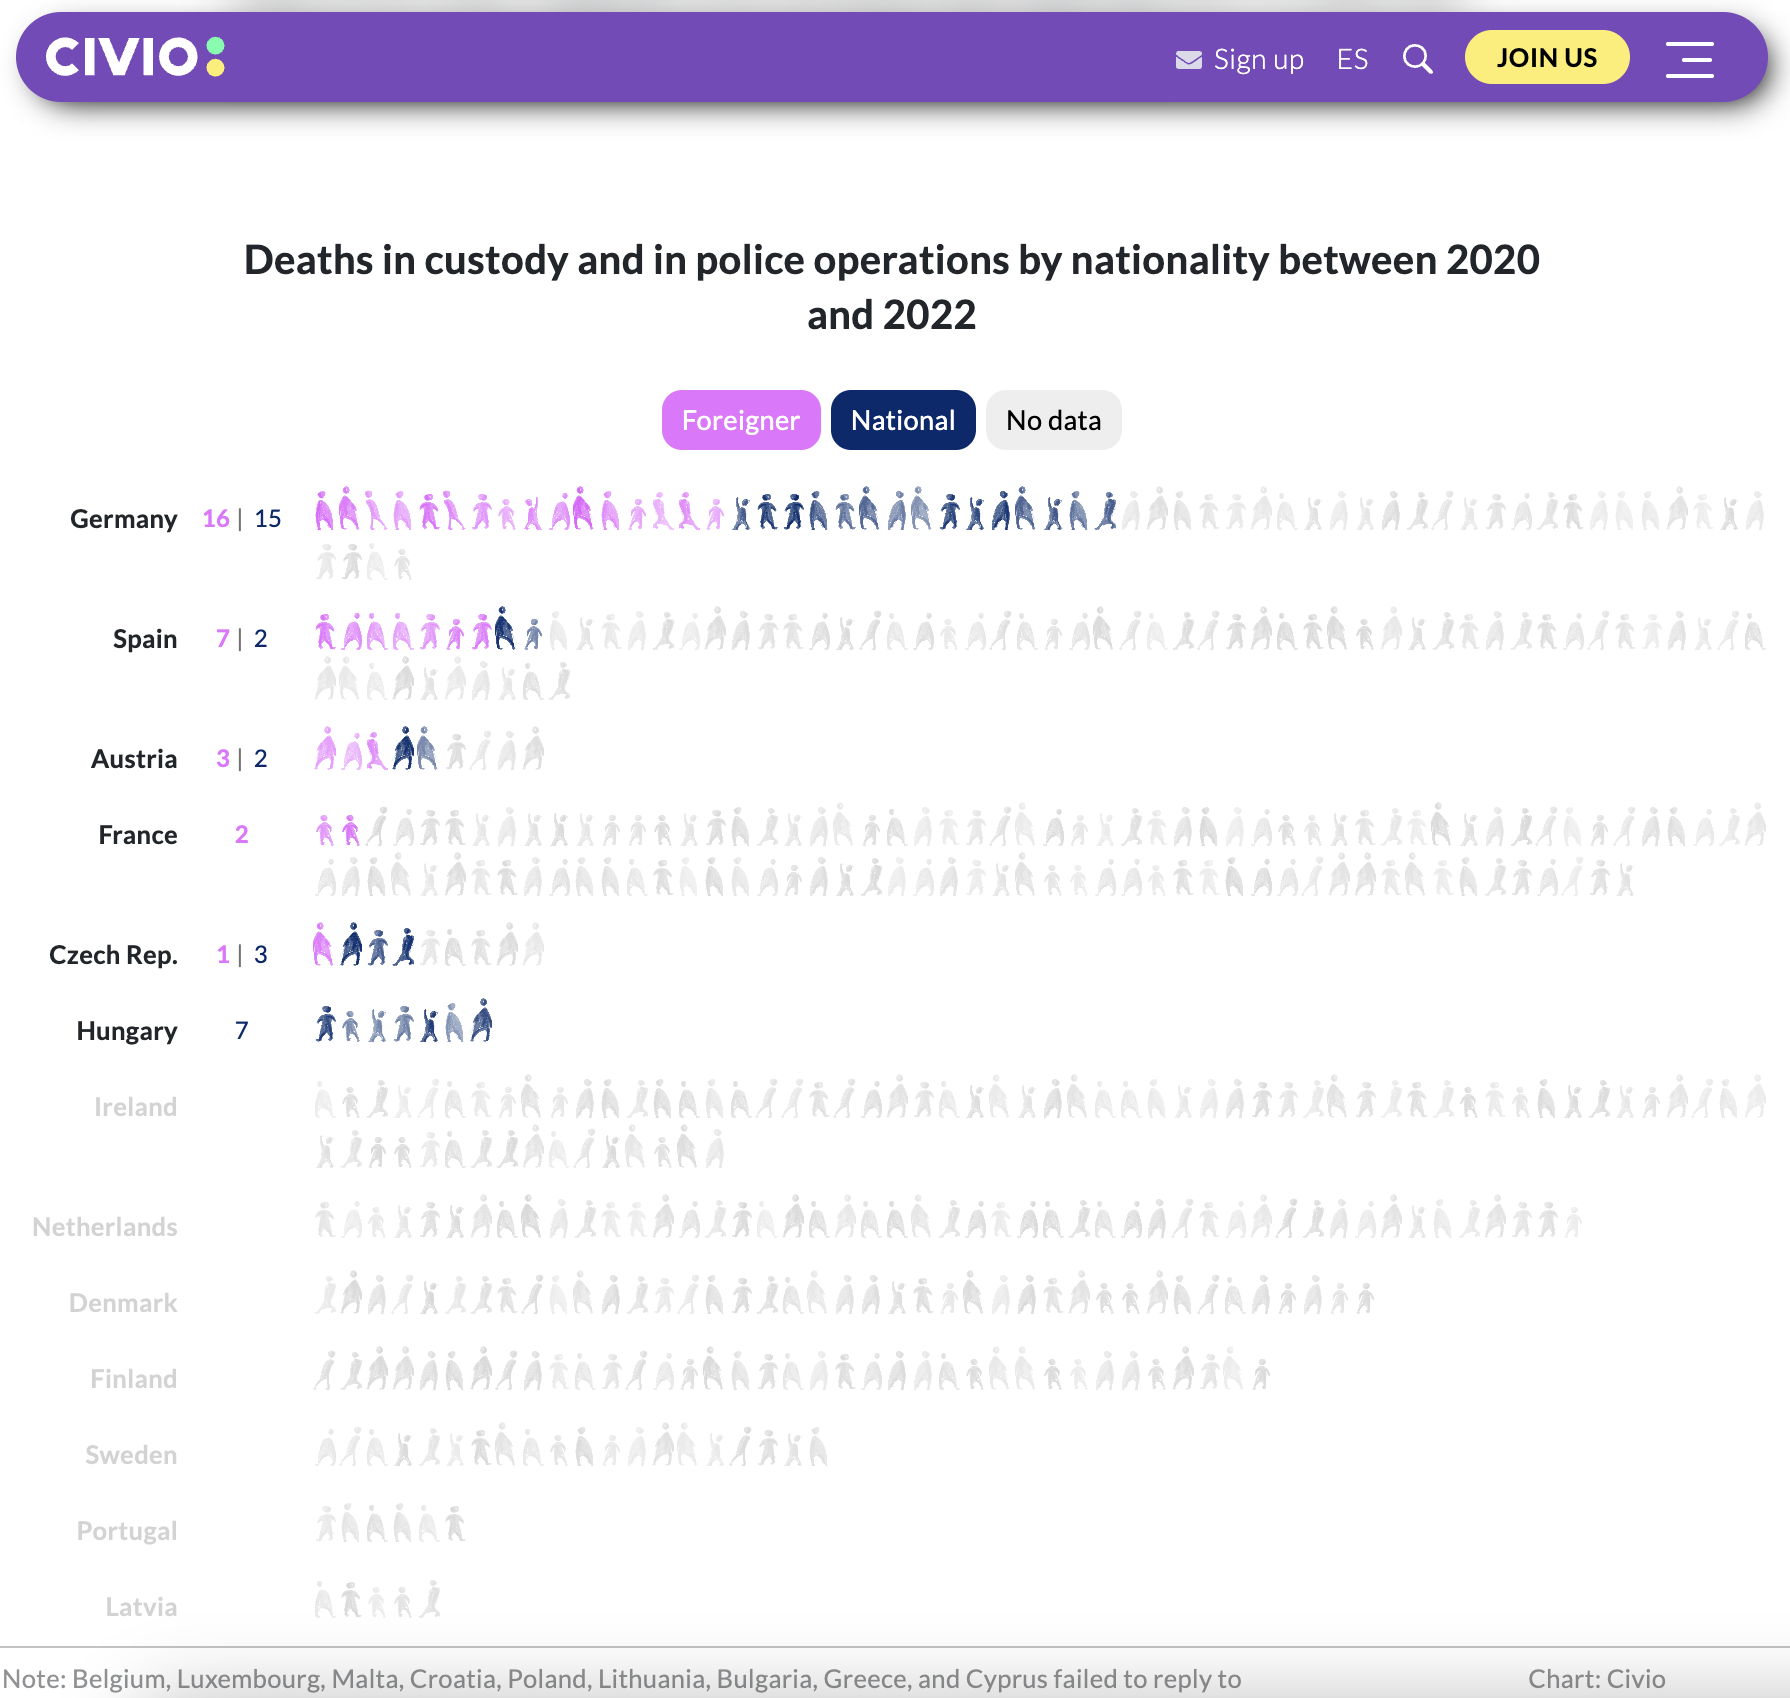 CIVIO
Sign up ES JOIN US
Deaths in custody and in police operations by nationality between 2020
and 2022
Foreigner National No data
Germany 16 | 15
Spain 7 | 2
Austria 3 | 2
France 2
Czech Rep. 1 | 3
Hungary 7
Ireland
Netherlands
Denmark
Finland
Sweden
Portugal
Latvia
Note: Belgium, Luxembourg, Malta, Croatia, Poland, Lithuania, Bulgaria, Greece, and Cyprus failed to reply to
Chart: Civio